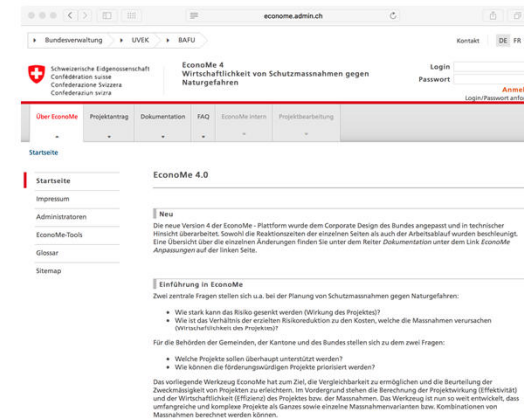 econome.admin.ch
Bundesverwaltung UVEK BAFU
Kontakt DE FR
Schweizerische Eidgenossenschaft
Confédération suisse
Confederazione Svizzera
Confederaziun svizra
EconoMe 4
Wirtschaftlichkeit von Schutzmassnahmen gegen
Naturgefahren
Login
Passwort
Anmel
Login/Passwort anfor
Über EconoMe Projektantrag Dokumentation FAQ EconoMe intern Projektbearbeitung
Startseite
Startseite
Impressum
Administratoren
EconoMe-Tools
Glossar
Sitemap
EconoMe 4.0
Neu
Die neue Version 4 der EconoMe - Plattform wurde dem Corporate Design des Bundes angepasst und in technischer
Hinsicht überarbeitet. Sowohl die Reaktionszeiten der einzelnen Seiten als auch der Arbeitsablauf wurden beschleunigt.
Eine Übersicht über die einzelnen Änderungen finden Sie unter dem Reiter Dokumentation unter dem Link EconoMe
Anpassungen auf der linken Seite.
Einführung in EconoMe
Zwei zentrale Fragen stellen sich u.a. bei der Planung von Schutzmassnahmen gegen Naturgefahren:
• Wie stark kann das Risiko gesenkt werden (Wirkung des Projektes)?
• Wie ist das Verhältnis der erzielten Risikoreduktion zu den Kosten, welche die Massnahmen verursachen
(Wirtschaftlichkeit des Projektes)?
Für die Behörden der Gemeinden, der Kantone und des Bundes stellen sich zu dem zwei Fragen:
• Welche Projekte sollen überhaupt unterstützt werden?
• Wie können die förderungswürdigen Projekte priorisiert werden?
Das vorliegende Werkzeug EconoMe hat zum Ziel, die Vergleichbarkeit zu ermöglichen und die Beurteilung der
Zweckmässigkeit von Projekten zu erleichtern. Im Vordergrund stehen die Berechnung der Projektwirkung (Effektivität)
und der Wirtschaftlichkeit (Effizienz) des Projektes bzw. der Massnahmen. Das Werkzeug ist nun so weit entwickelt, dass
umfangreiche und komplexe Projekte als Ganzes sowie einzelne Massnahmenvarianten bzw. Kombinationen von
Massnahmen berechnet werden können.